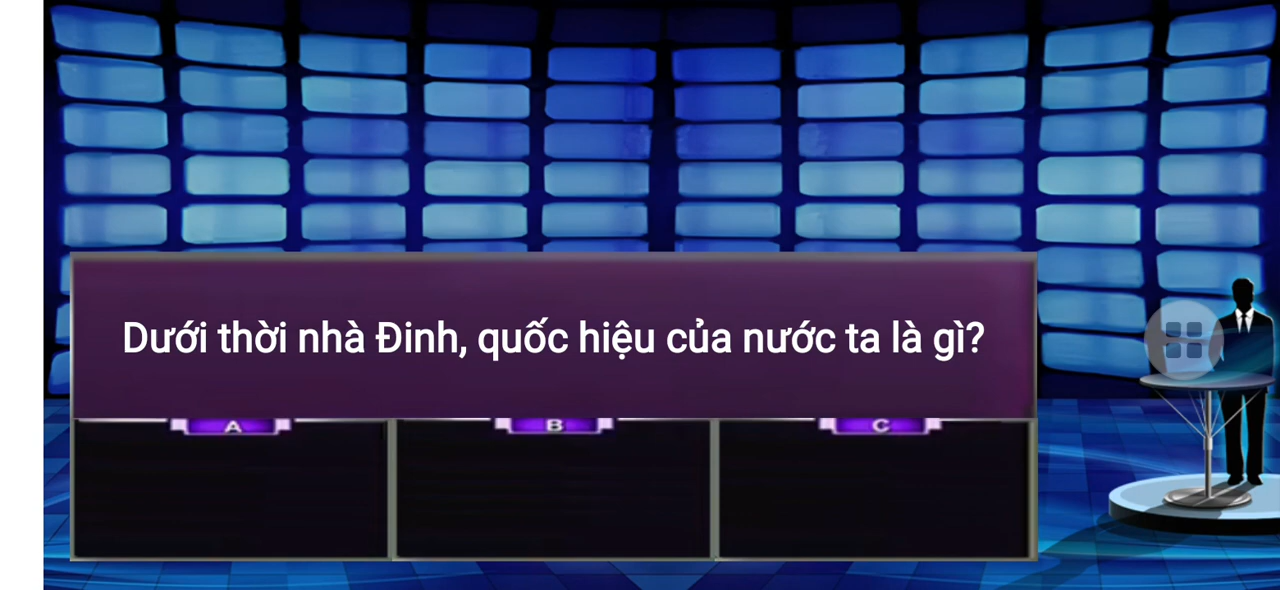 Dưới thời nhà Đinh, quốc hiệu của nước ta là gì?
A B C